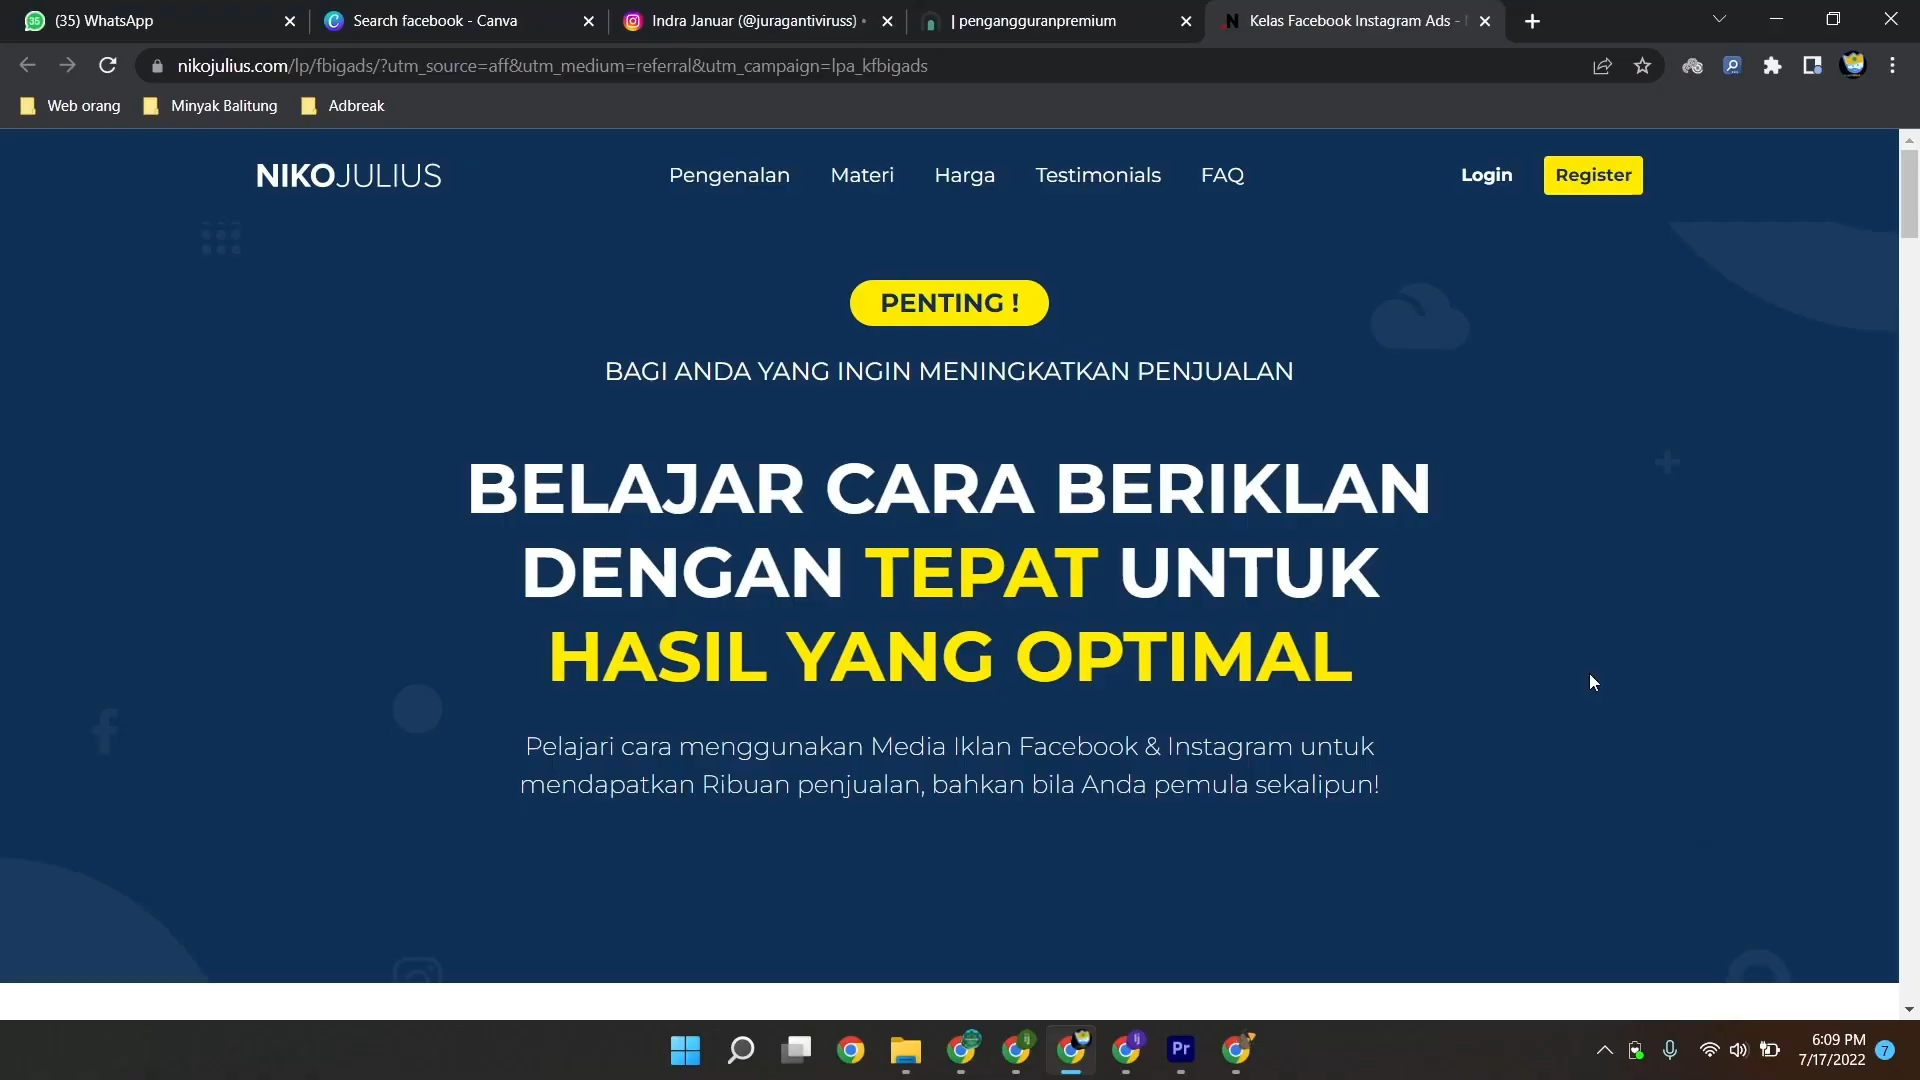 (35) WhatsApp
Search facebook - Canva
Indra Januar (@juragantiviruss)
| pengangguranpremium
Kelas Facebook Instagram Ads -
nikojulius.com/lp/fbigads/?utm_source=aff&utm_medium=referral&utm_campaign=lpa_kfbigads
Web orang
Minyak Balitung
Adbreak
NIKOJULIUS
Pengenalan
Materi
Harga
Testimonials
FAQ
Login
Register
PENTING !
BAGI ANDA YANG INGIN MENINGKATKAN PENJUALAN
BELAJAR CARA BERIKLAN
DENGAN TEPAT UNTUK
HASIL YANG OPTIMAL
Pelajari cara menggunakan Media Iklan Facebook & Instagram untuk
mendapatkan Ribuan penjualan, bahkan bila Anda pemula sekalipun!
Pr
6:09 PM
7/17/2022
7